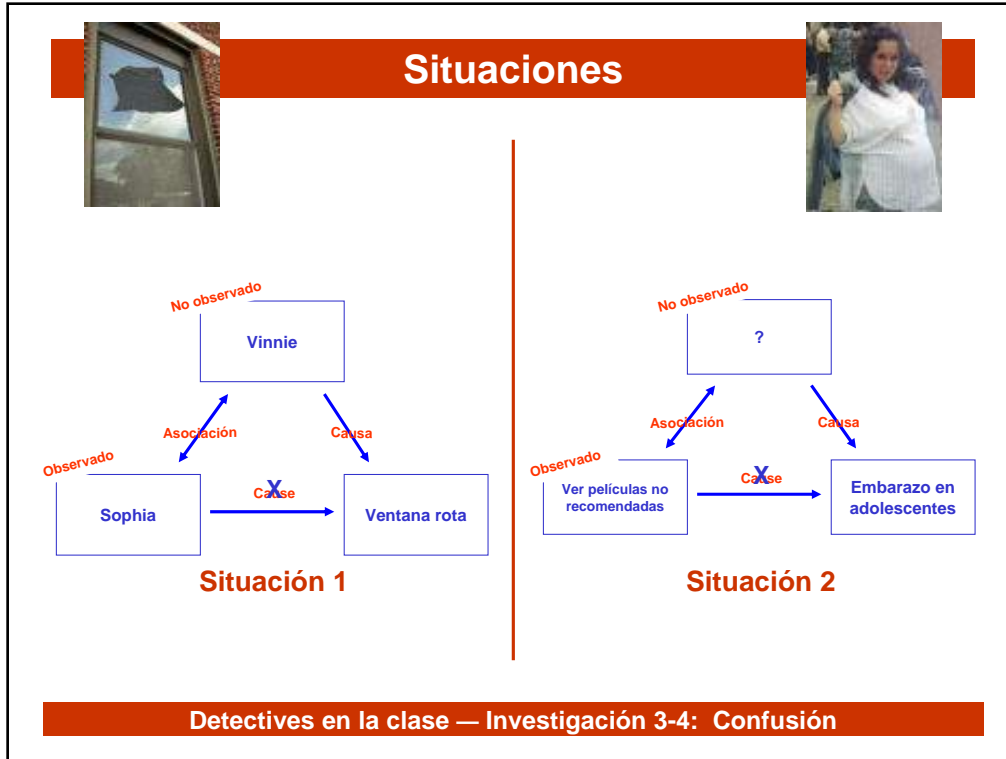 Situaciones
No observado
Vinnie
Asociación
Causa
Observado
Sophia
X
Cause
Ventana rota
Situación 1
No observado
?
Asociación
Causa
Observado
Ver películas no
recomendadas
X
Cause
Embarazo en
adolescentes
Situación 2
Detectives en la clase — Investigación 3-4: Confusión